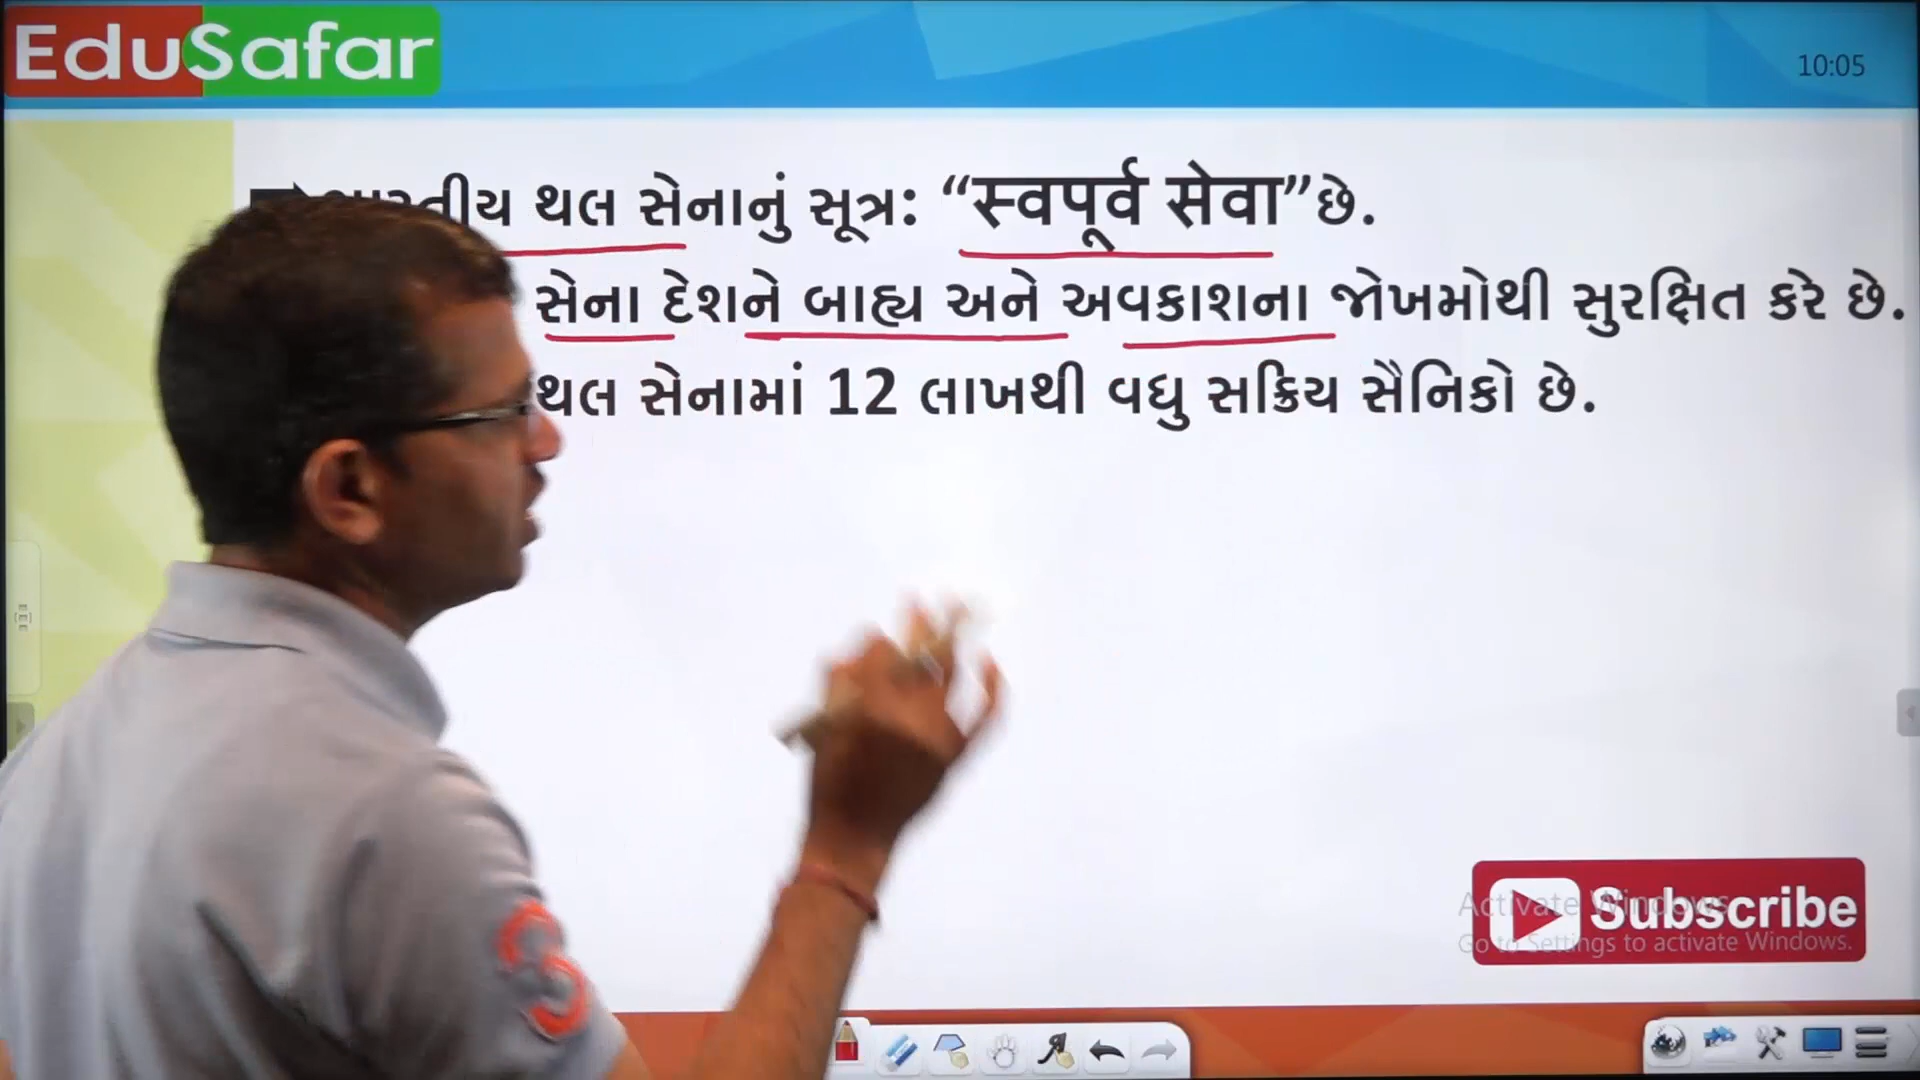 EduSafar
10:05
થલ સેનાનું સૂત્ર: “स्वपूर्व सेवा” છે.
સેના દેશને બાહ્ય અને અવકાશના જોખમોથી સુરક્ષિત કરે છે.
થલ સેનામાં 12 લાખથી વધુ સક્રિય સૈનિકો છે.
3
Subscribe
Activate Windows
Go to Settings to activate Windows.